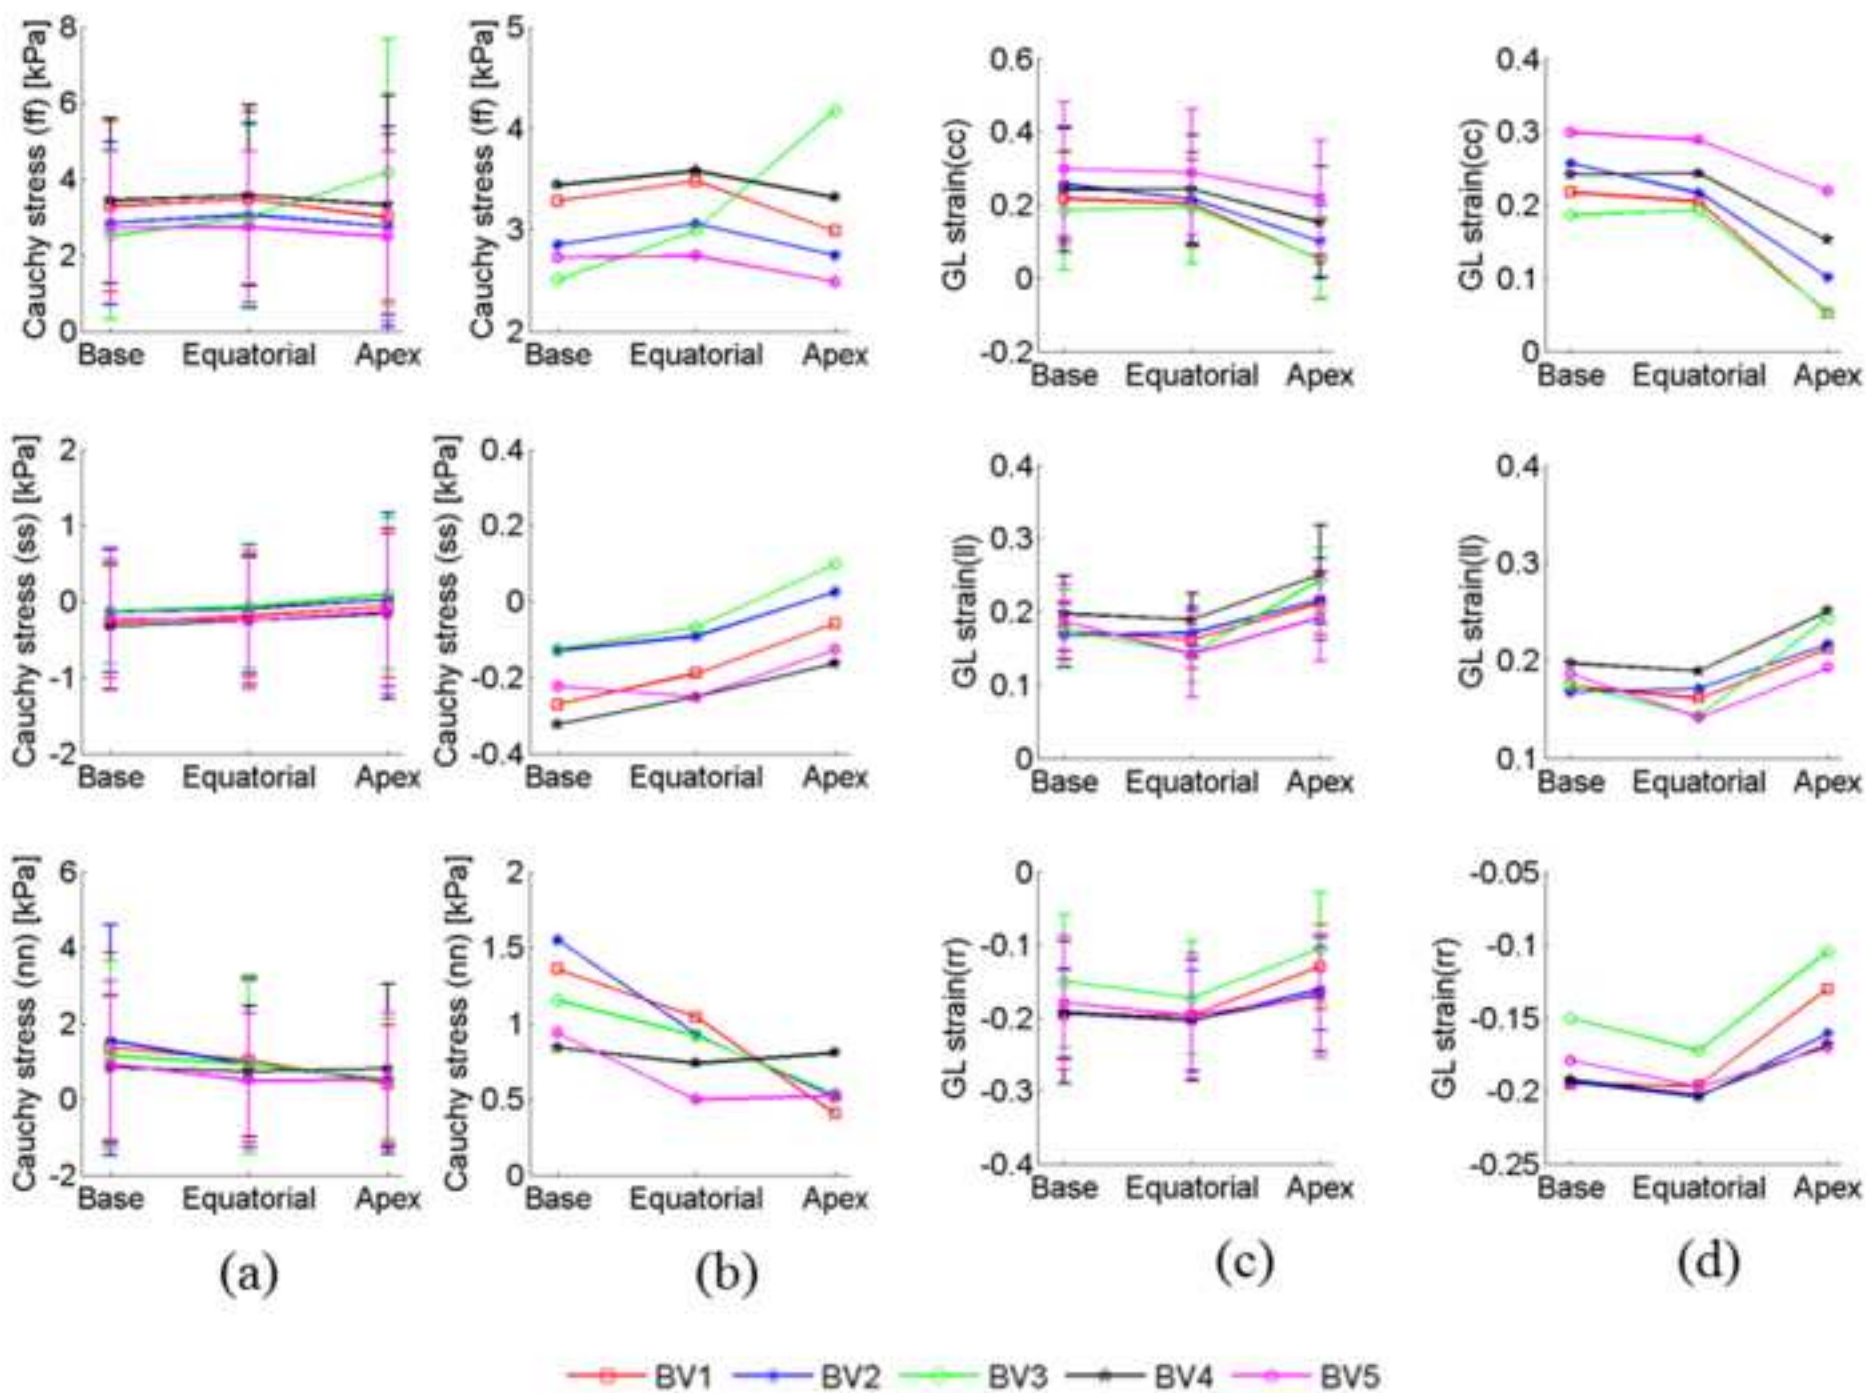 Cauchy stress (ff) [kPa]
8
6
4
2
0
Base Equatorial Apex
Cauchy stress (ff) [kPa]
5
4
3
2
Base Equatorial Apex
GL strain(cc)
0.6
0.4
0.2
0
-0.2
Base Equatorial Apex
GL strain(cc)
0.4
0.3
0.2
0.1
0
Base Equatorial Apex
Cauchy stress (ss) [kPa]
2
1
0
-1
-2
Base Equatorial Apex
Cauchy stress (ss) [kPa]
0.4
0.2
0
-0.2
-0.4
Base Equatorial Apex
GL strain(ll)
0.4
0.3
0.2
0.1
0
Base Equatorial Apex
GL strain(ll)
0.4
0.3
0.2
0.1
Base Equatorial Apex
Cauchy stress (nn) [kPa]
6
4
2
0
-2
Base Equatorial Apex
Cauchy stress (nn) [kPa]
2
1.5
1
0.5
0
Base Equatorial Apex
GL strain(rr)
0
-0.1
-0.2
-0.3
-0.4
Base Equatorial Apex
GL strain(rr)
-0.05
-0.1
-0.15
-0.2
-0.25
Base Equatorial Apex
(a) (b) (c) (d)
BV1 BV2 BV3 BV4 BV5